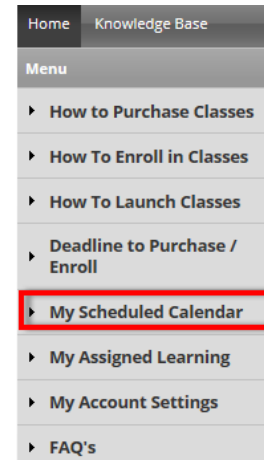 Home Knowledge Base
Menu
How to Purchase Classes
How To Enroll in Classes
How To Launch Classes
Deadline to Purchase /
Enroll
My Scheduled Calendar
My Assigned Learning
My Account Settings
FAQ's